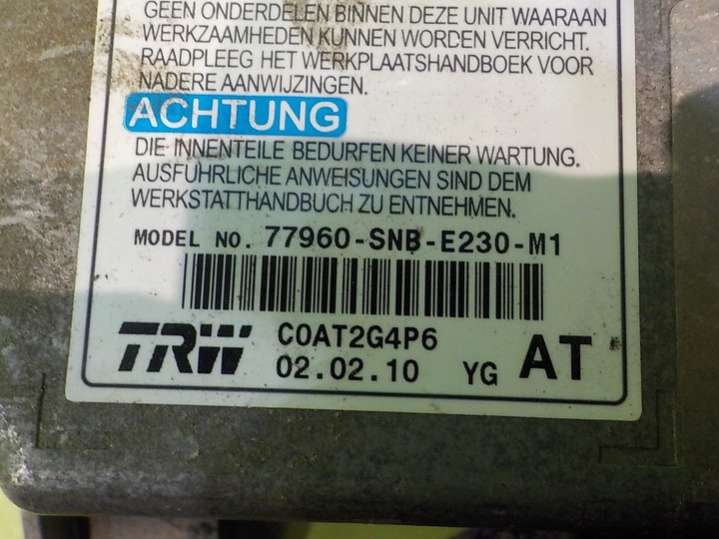 GEEN ONDERDELEN BINNEN DEZE UNIT WAARAAN
WERKZAAMHEDEN KUNNEN WORDEN VERRICHT.
RAADPLEEG HET WERKPLAATSHANDBOEK VOOR
NADERE AANWIJZINGEN.
ACHTUNG
DIE INNENTEILE BEDURFEN KEINER WARTUNG.
AUSFUHRLICHE ANWEISUNGEN SIND DEM
WERKSTATTHANDBUCH ZU ENTNEHMEN.
MODEL NO. 77960-SNB-E230-M1
TRW C0AT2G4P6
02.02.10 YG AT